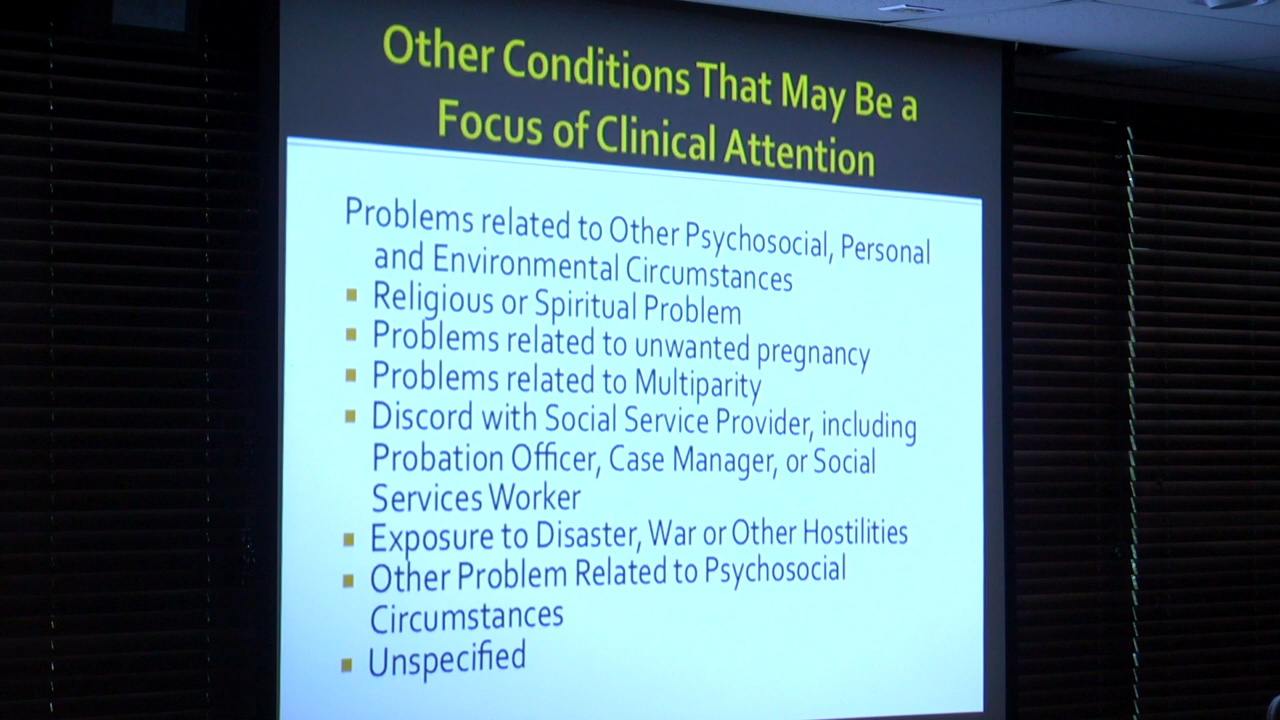 Other Conditions That May Be a
Focus of Clinical Attention
Problems related to Other Psychosocial, Personal
and Environmental Circumstances
Religious or Spiritual Problem
Problems related to unwanted pregnancy
Problems related to Multiparity
Discord with Social Service Provider, including
Probation Officer, Case Manager, or Social
Services Worker
Exposure to Disaster, War or Other Hostilities
Other Problem Related to Psychosocial
Circumstances
Unspecified